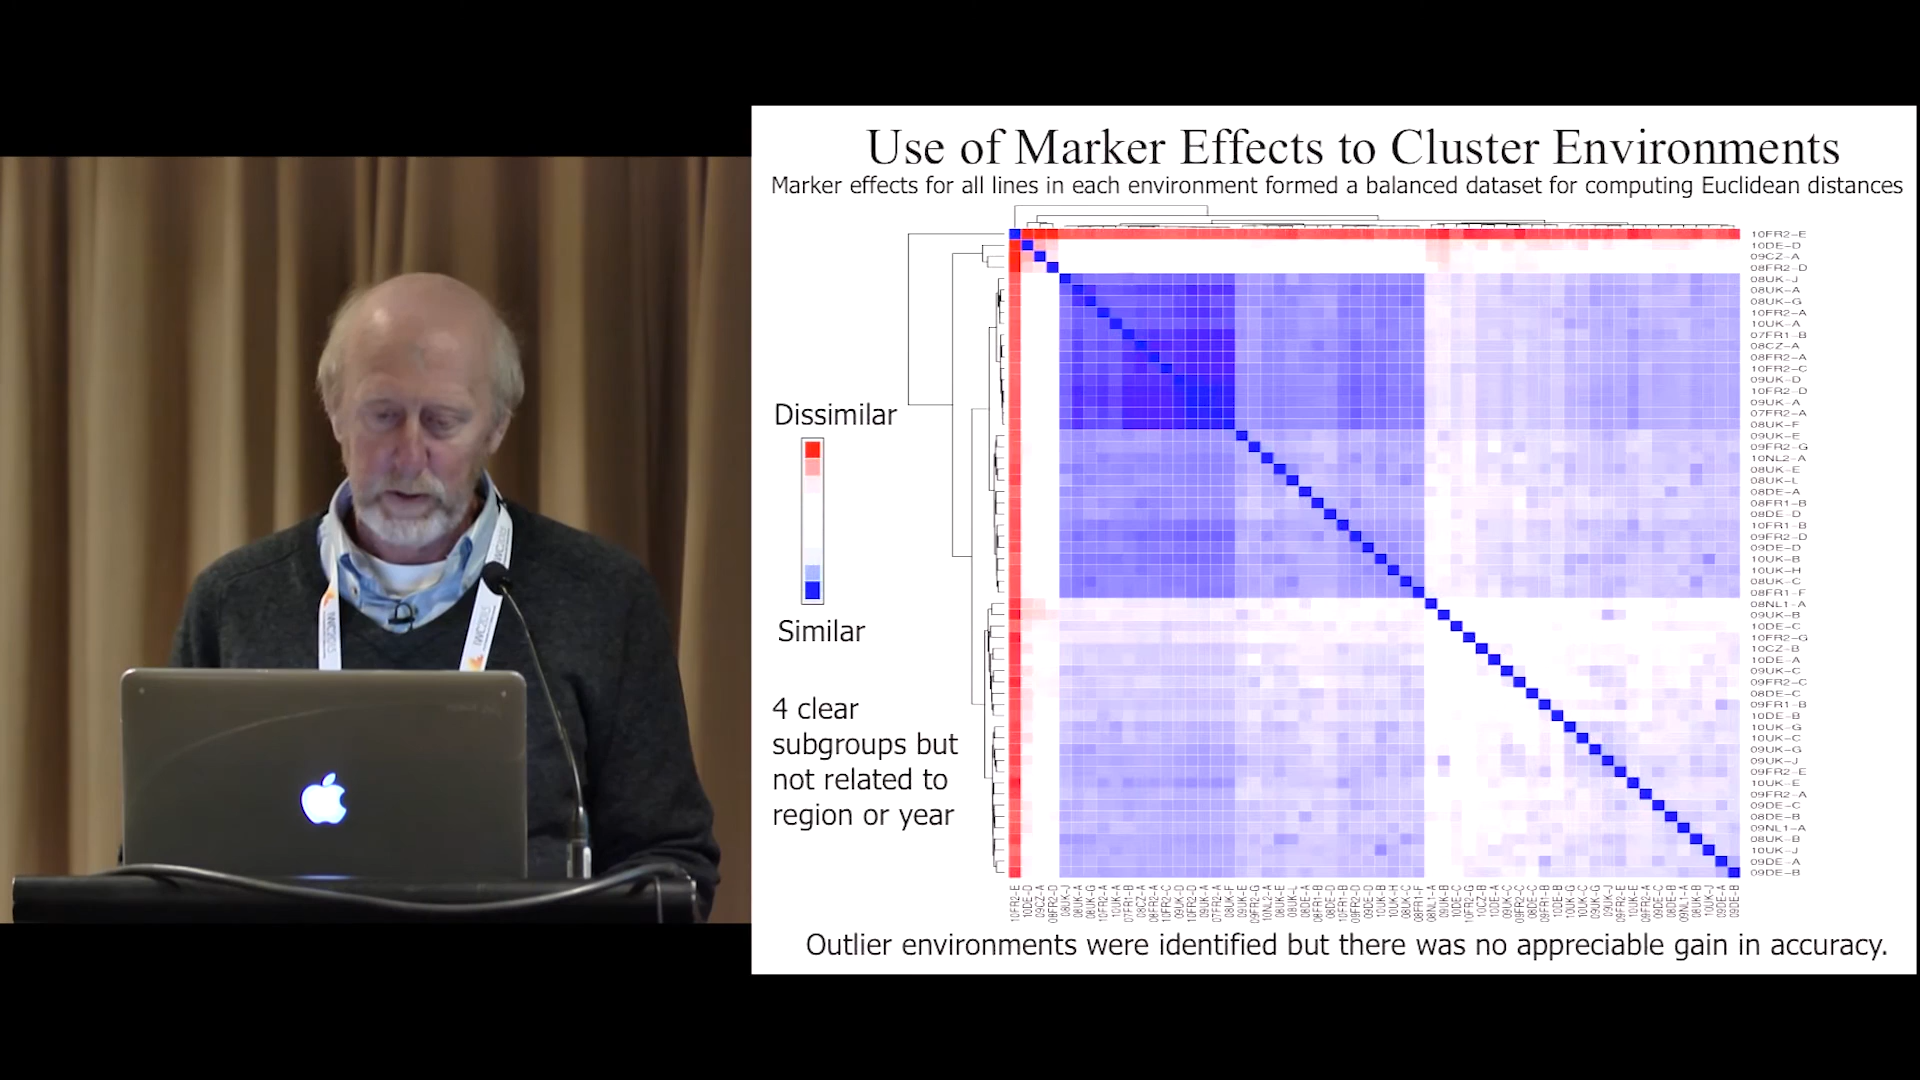 Use of Marker Effects to Cluster Environments
Marker effects for all lines in each environment formed a balanced dataset for computing Euclidean distances
Dissimilar
Similar
4 clear
subgroups but
not related to
region or year
10FR2-E
10DE-D
09CZ-A
08FR2-D
08UK-J
08UK-A
08UK-G
10FR2-A
10UK-A
07FR1-B
08CZ-A
08FR2-A
10FR2-C
09UK-D
10FR2-D
09UK-A
07FR2-A
08UK-F
09UK-E
09FR2-G
10NL2-A
08UK-E
08UK-L
08DE-A
08FR1-B
08DE-D
10FR1-B
09FR2-D
09DE-D
10UK-B
10UK-H
08UK-C
08FR1-F
08NL1-A
09UK-B
10DE-C
10FR2-G
10CZ-B
10DE-A
09UK-C
09FR2-C
08DE-C
09FR1-B
10DE-B
10UK-G
10UK-C
09UK-G
09UK-J
09FR2-E
10UK-E
09FR2-A
09DE-C
08DE-B
09NL1-A
08UK-B
10UK-J
09DE-A
09DE-B
Outlier environments were identified but there was no appreciable gain in accuracy.